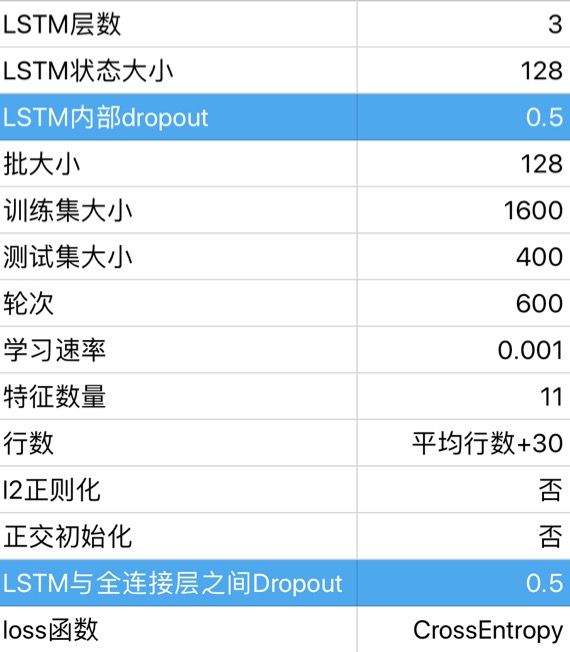 LSTM层数 3
LSTM状态大小 128
LSTM内部dropout 0.5
批大小 128
训练集大小 1600
测试集大小 400
轮次 600
学习速率 0.001
特征数量 11
行数 平均行数+30
l2正则化 否
正交初始化 否
LSTM与全连接层之间Dropout 0.5
loss函数 CrossEntropy